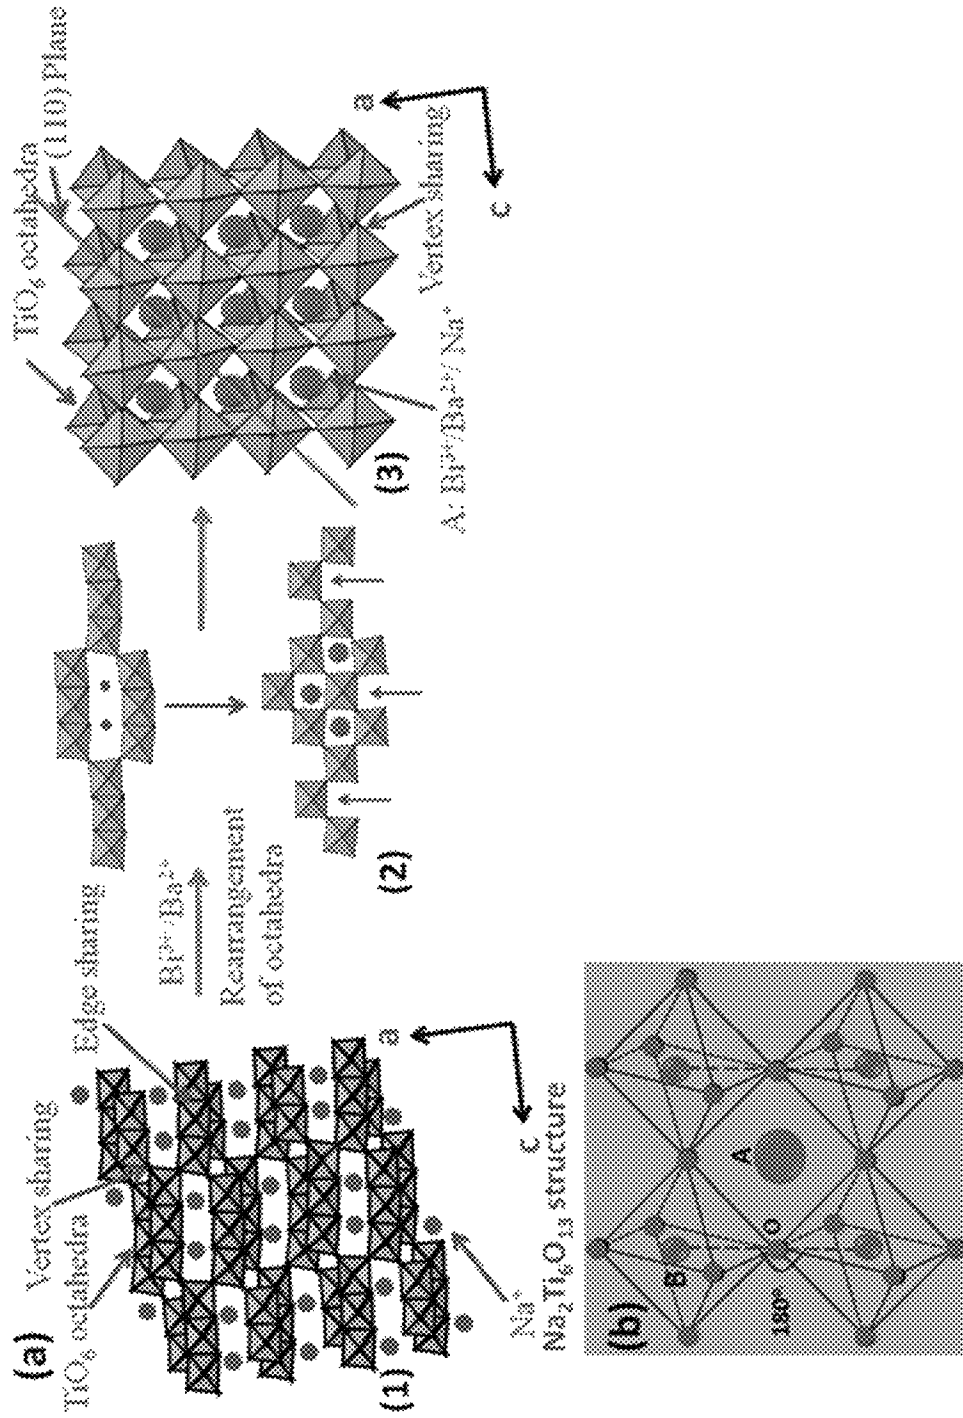 (a)
TiO₆ octahedra
Vertex sharing
Edge sharing
(1)
Na⁺
Na₂Ti₆O₁₃ structure
c
a
Bi³⁺/Ba²⁺
Rearrangement
of octahedra
(2)
TiO₆ octahedra
(110) Plane
(3)
A: Bi³⁺/Ba²⁺/ Na⁺
Vertex sharing
c
a
(b)
B
A
O
180°